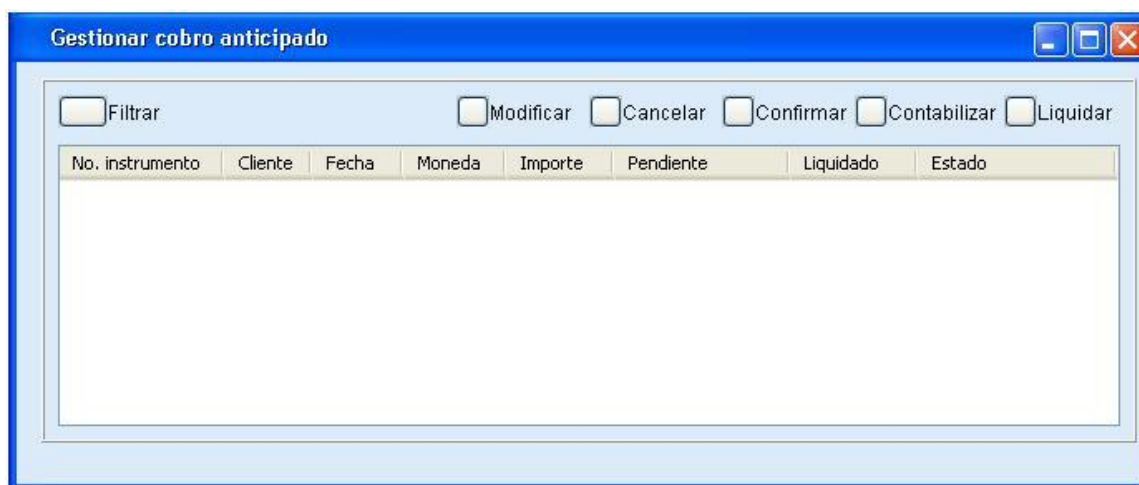 Gestionar cobro anticipado
Filtrar Modificar Cancelar Confirmar Contabilizar Liquidar
No. instrumento Cliente Fecha Moneda Importe Pendiente Liquidado Estado